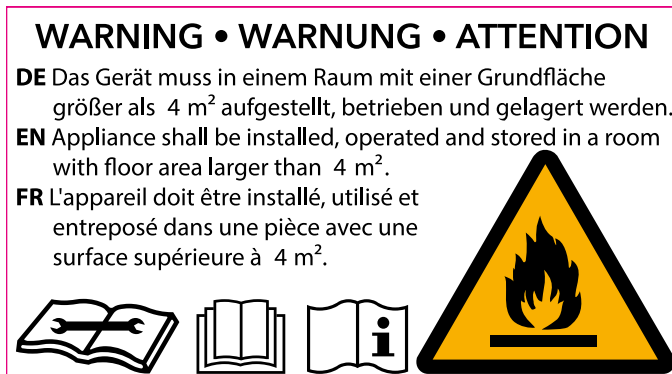 WARNING • WARNUNG • ATTENTION
DE Das Gerät muss in einem Raum mit einer Grundfläche
größer als 4 m² aufgestellt, betrieben und gelagert werden.
EN Appliance shall be installed, operated and stored in a room
with floor area larger than 4 m².
FR L'appareil doit être installé, utilisé et
entreposé dans une pièce avec une
surface supérieure à 4 m².
i